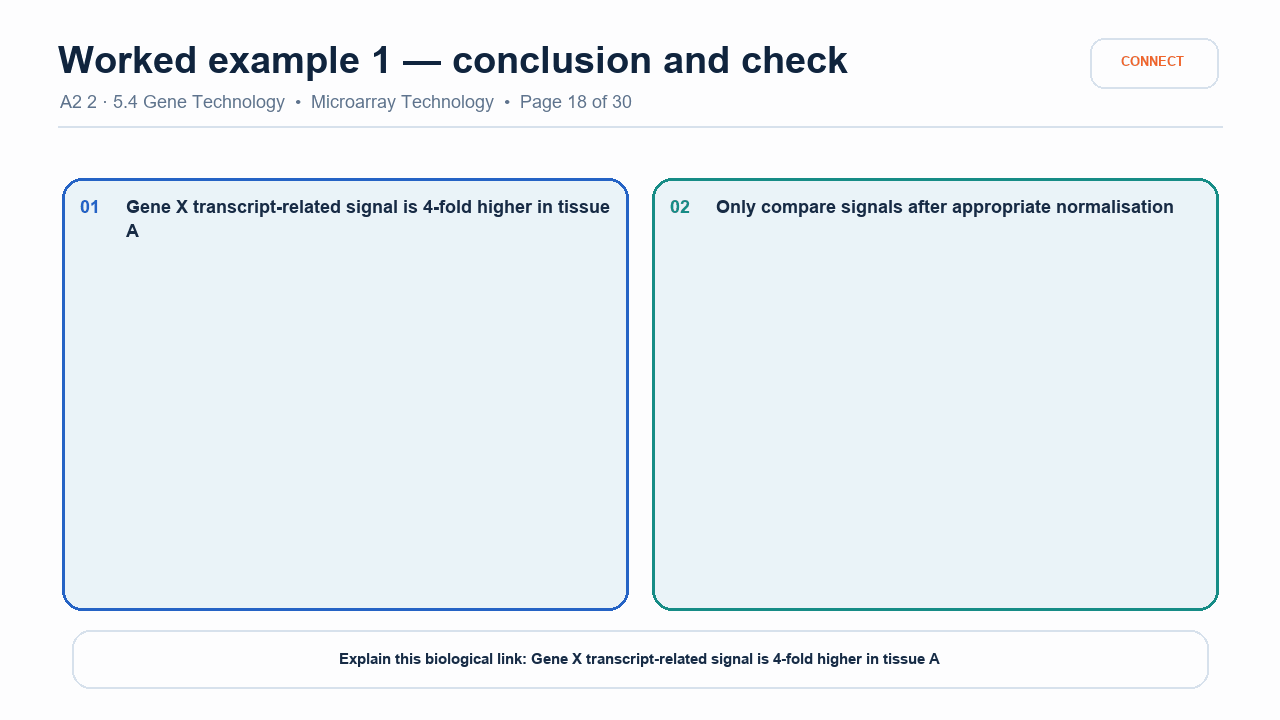 Worked example 1 — conclusion and check
CONNECT
A2 2 · 5.4 Gene Technology • Microarray Technology • Page 18 of 30
01 Gene X transcript-related signal is 4-fold higher in tissue
A
02 Only compare signals after appropriate normalisation
Explain this biological link: Gene X transcript-related signal is 4-fold higher in tissue A